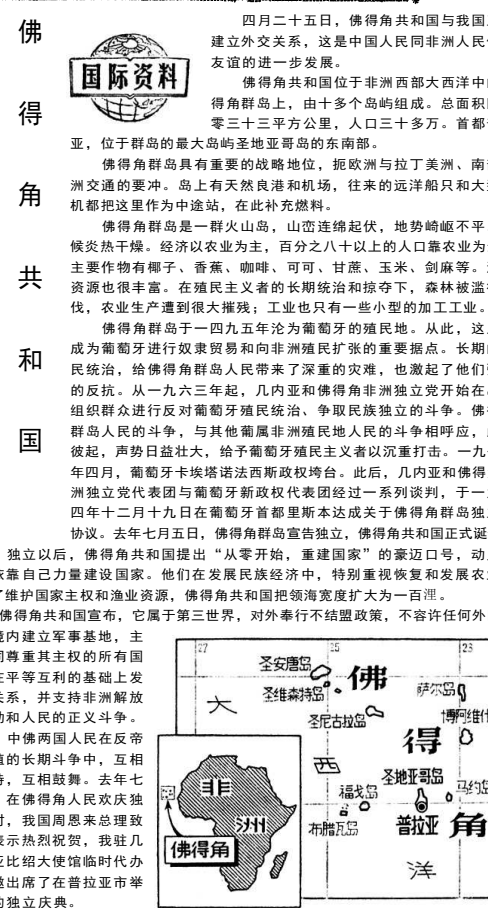 佛得角共和国
国际资料
四月二十五日，佛得角共和国与我国
建立外交关系，这是中国人民同非洲人民
友谊的进一步发展。
佛得角共和国位于非洲西部大西洋中
得角群岛上，由十多个岛屿组成。总面积
零三十三平方公里，人口三十多万。首都
亚，位于群岛的最大岛屿圣地亚哥岛的东南部。
佛得角群岛具有重要的战略地位，扼欧洲与拉丁美洲、南
洲交通的要冲。岛上有天然良港和机场，往来的远洋船只和大
机都把这里作为中途站，在此补充燃料。
佛得角群岛是一群火山岛，山峦连绵起伏，地势崎岖不平
候炎热干燥。经济以农业为主，百分之八十以上的人口靠农业为
主要作物有椰子、香蕉、咖啡、可可、甘蔗、玉米、剑麻等。
资源也很丰富。在殖民主义者的长期统治和掠夺下，森林被滥
伐，农业生产遭到很大摧残；工业也只有一些小型的加工工业。
佛得角群岛于一四九五年沦为葡萄牙的殖民地。从此，这
成为葡萄牙进行奴隶贸易和向非洲殖民扩张的重要据点。长期
民统治，给佛得角群岛人民带来了深重的灾难，也激起了他们
的反抗。从一九六三年起，几内亚和佛得角非洲独立党开始在
组织群众进行反对葡萄牙殖民统治、争取民族独立的斗争。佛
群岛人民的斗争，与其他葡属非洲殖民地人民的斗争相呼应，
彼起，声势日益壮大，给予葡萄牙殖民主义者以沉重打击。一九
年四月，葡萄牙卡埃塔诺法西斯政权垮台。此后，几内亚和佛得
洲独立党代表团与葡萄牙新政权代表团经过一系列谈判，于一
四年十二月十九日在葡萄牙首都里斯本达成关于佛得角群岛独
协议。去年七月五日，佛得角群岛宣告独立，佛得角共和国正式诞
独立以后，佛得角共和国提出“从零开始，重建国家”的豪迈口号，动
依靠自己力量建设国家。他们在发展民族经济中，特别重视恢复和发展农
了维护国家主权和渔业资源，佛得角共和国把领海宽度扩大为一百浬。
佛得角共和国宣布，它属于第三世界，对外奉行不结盟政策，不容许任何外
境内建立军事基地，主
同尊重其主权的所有国
在平等互利的基础上发
关系，并支持非洲解放
动和人民的正义斗争。
中佛两国人民在反帝
殖的长期斗争中，互相
持，互相鼓舞。去年七
在佛得角人民欢庆独
时，我国周恩来总理致
表示热烈祝贺，我驻几
亚比绍大使馆临时代办
邀出席了在普拉亚市举
的独立庆典。
27 25 23
圣安唐岛
圣维森特岛
圣尼古拉岛
萨尔岛
博阿维什
圣地亚哥岛
马约岛
福戈岛
布腊瓦岛
普拉亚
佛得角
大西洋
非洲
佛得角